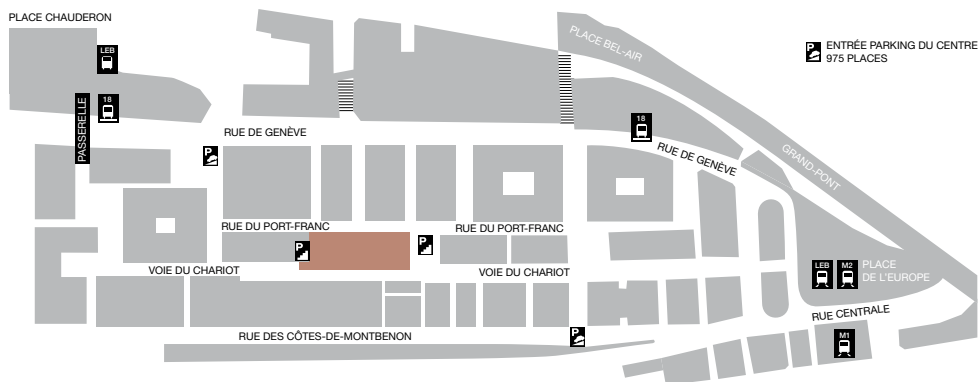 PLACE CHAUDERON
LEB
18
PASSERELLE
PLACE BEL-AIR
P ENTRÉE PARKING DU CENTRE
975 PLACES
18
RUE DE GENÈVE
RUE DE GENÈVE
GRAND-PONT
P
RUE DU PORT-FRANC
RUE DU PORT-FRANC
P
P
VOIE DU CHARIOT
VOIE DU CHARIOT
LEB
M2
PLACE
DE L'EUROPE
RUE CENTRALE
RUE DES CÔTES-DE-MONTBENON
P
M1